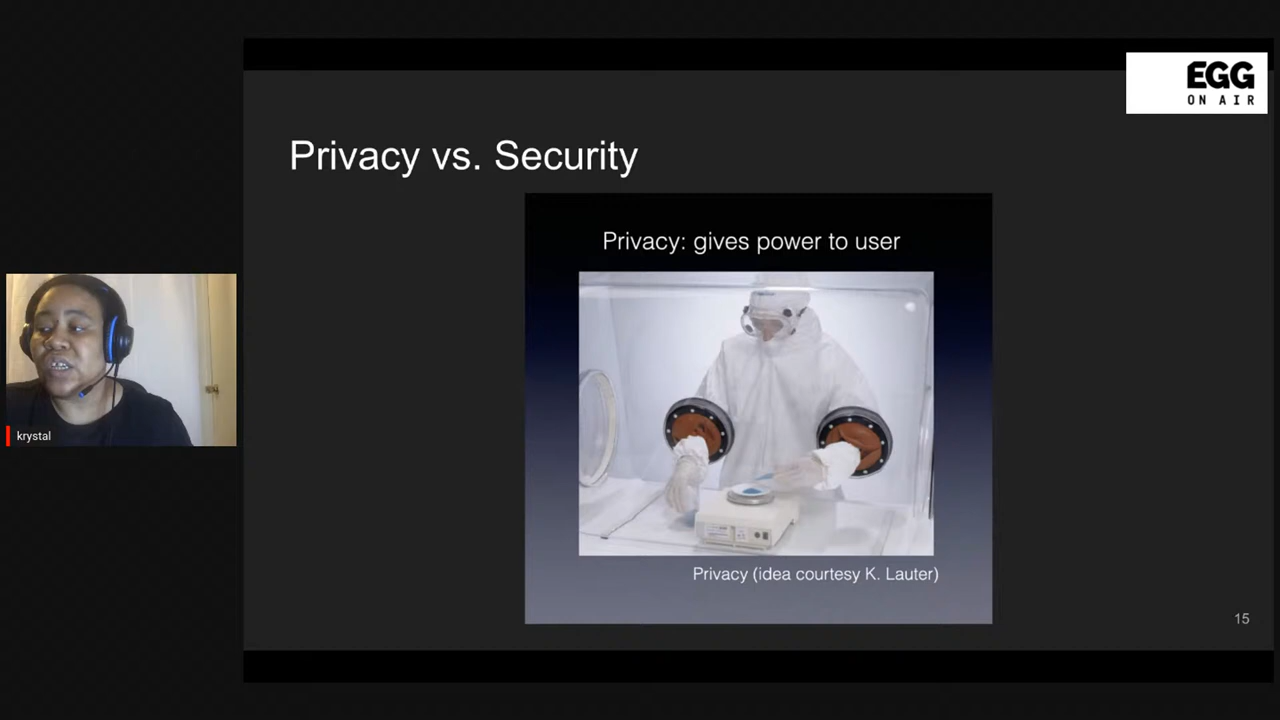 EGG
ON AIR
Privacy vs. Security
Privacy: gives power to user
krystal
Privacy (idea courtesy K. Lauter)
15